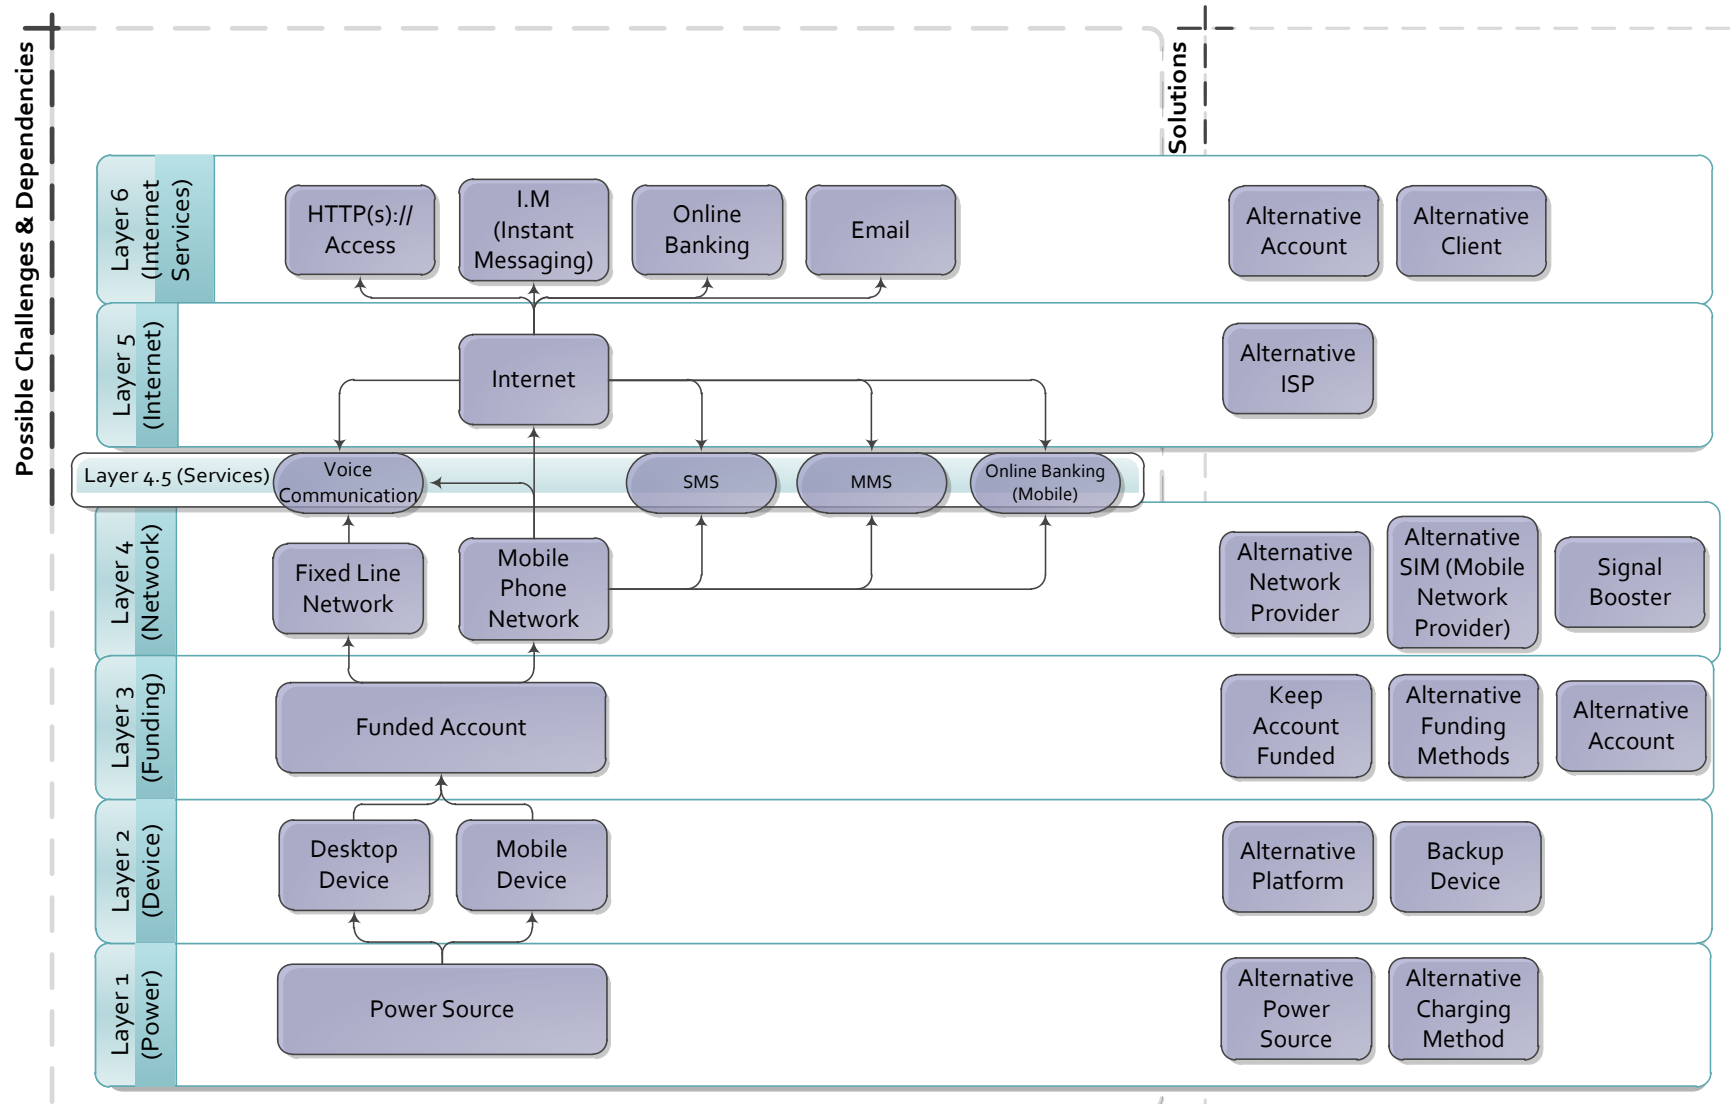 Possible Challenges & Dependencies
Solutions
Layer 6
(Internet
Services)
HTTP(s)://
Access
I.M
(Instant
Messaging)
Online
Banking
Email
Alternative
Account
Alternative
Client
Layer 5
(Internet)
Internet
Alternative
ISP
Layer 4.5 (Services)
Voice
Communication
SMS
MMS
Online Banking
(Mobile)
Layer 4
(Network)
Fixed Line
Network
Mobile
Phone
Network
Alternative
Network
Provider
Alternative
SIM (Mobile
Network
Provider)
Signal
Booster
Layer 3
(Funding)
Funded Account
Keep
Account
Funded
Alternative
Funding
Methods
Alternative
Account
Layer 2
(Device)
Desktop
Device
Mobile
Device
Alternative
Platform
Backup
Device
Layer 1
(Power)
Power Source
Alternative
Power
Source
Alternative
Charging
Method